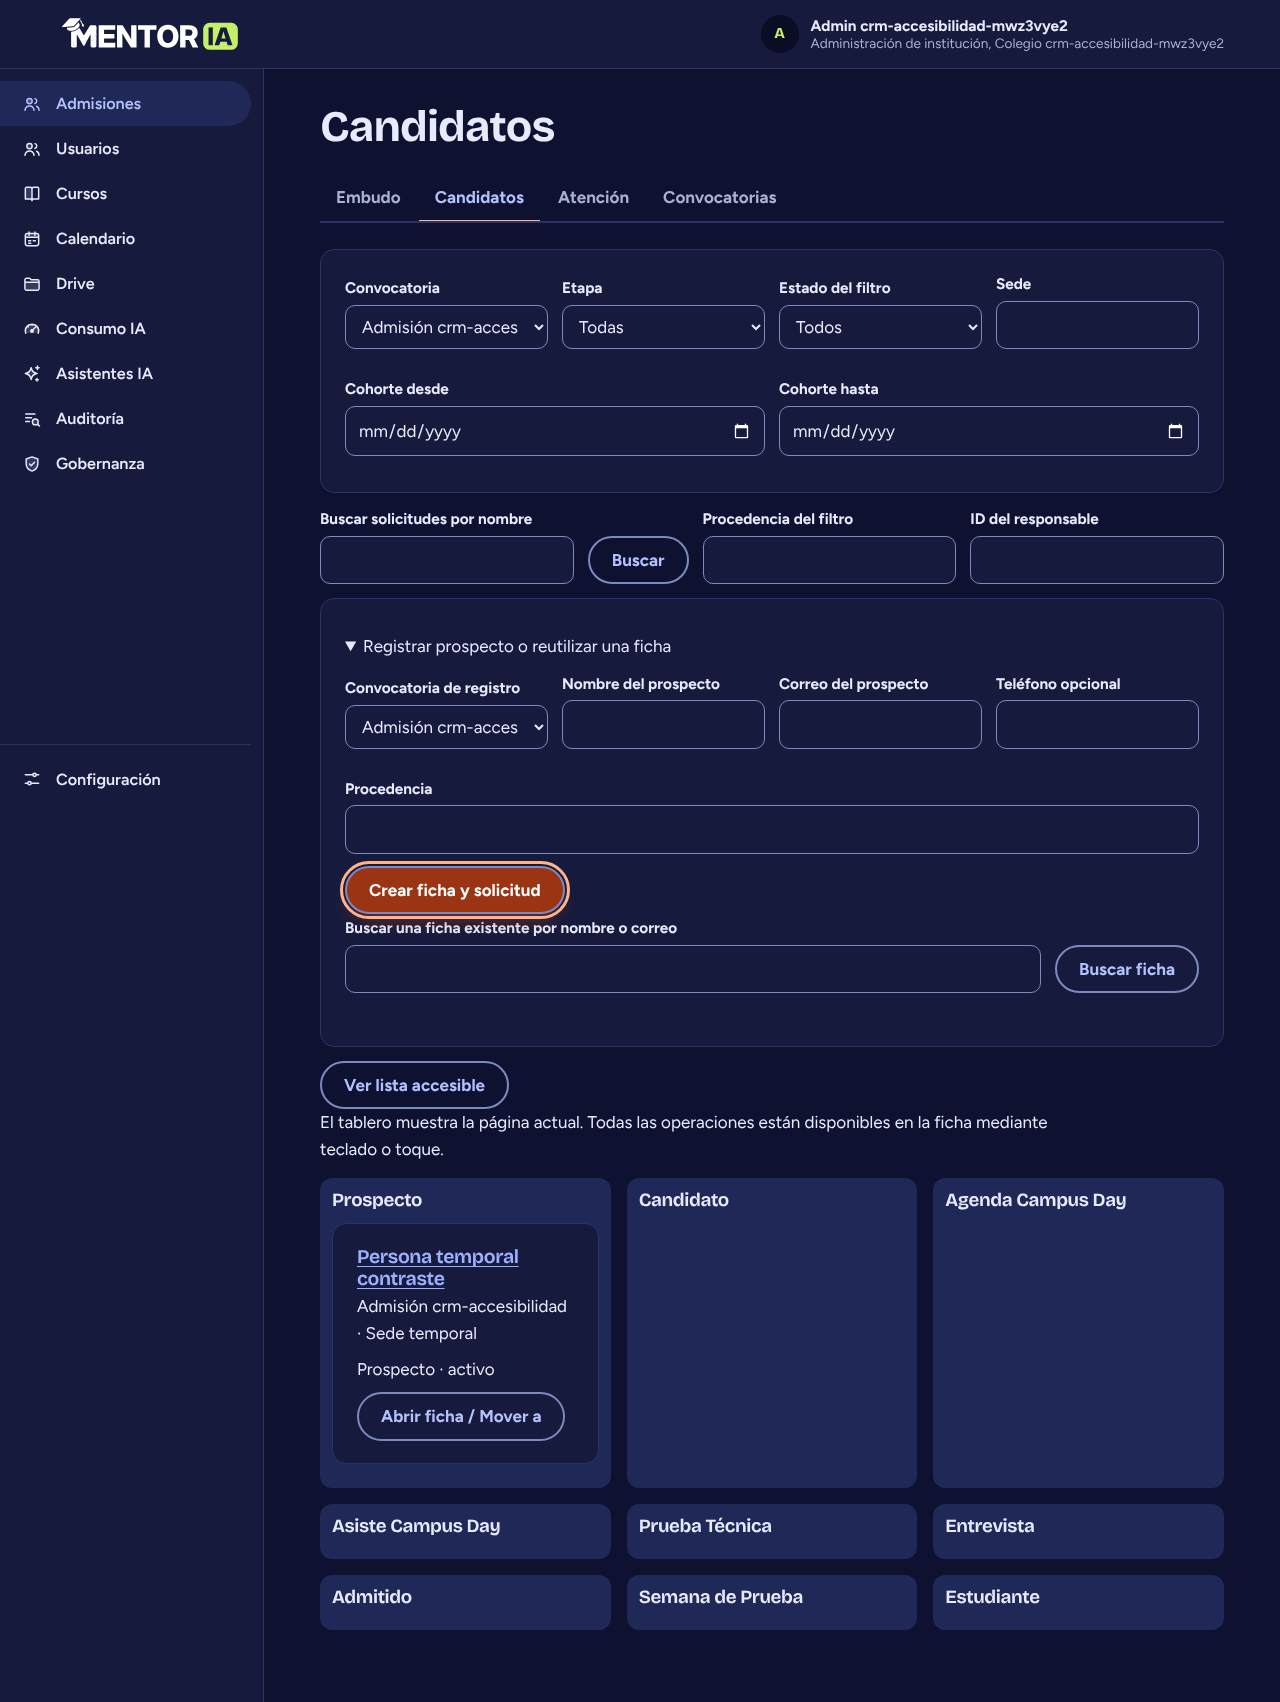 MENTOR IA
A
Admin crm-accesibilidad-mwz3vye2
Administración de institución, Colegio crm-accesibilidad-mwz3vye2
Admisiones
Usuarios
Cursos
Calendario
Drive
Consumo IA
Asistentes IA
Auditoría
Gobernanza
Configuración
Candidatos
Embudo
Candidatos
Atención
Convocatorias
Convocatoria
Etapa
Estado del filtro
Sede
Admisión crm-acces
Todas
Todos
Cohorte desde
Cohorte hasta
mm/dd/yyyy
mm/dd/yyyy
Buscar solicitudes por nombre
Procedencia del filtro
ID del responsable
Buscar
Registrar prospecto o reutilizar una ficha
Convocatoria de registro
Nombre del prospecto
Correo del prospecto
Teléfono opcional
Admisión crm-acces
Procedencia
Crear ficha y solicitud
Buscar una ficha existente por nombre o correo
Buscar ficha
Ver lista accesible
El tablero muestra la página actual. Todas las operaciones están disponibles en la ficha mediante
teclado o toque.
Prospecto
Candidato
Agenda Campus Day
Persona temporal
contraste
Admisión crm-accesibilidad
· Sede temporal
Prospecto · activo
Abrir ficha / Mover a
Asiste Campus Day
Prueba Técnica
Entrevista
Admitido
Semana de Prueba
Estudiante